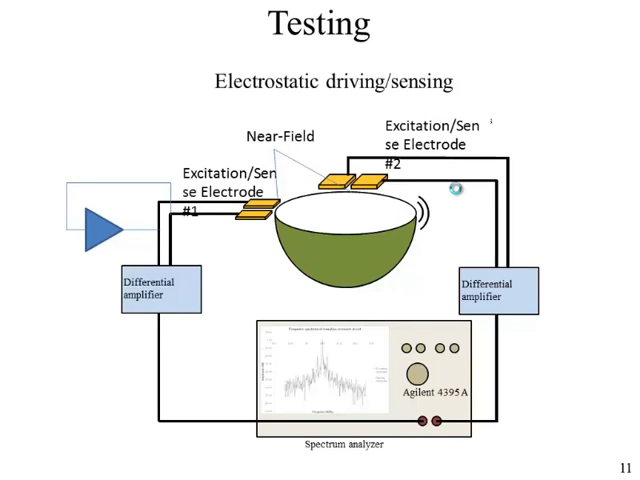 Testing
Electrostatic driving/sensing
Near-Field
Excitation/Sen
se Electrode
#2
Excitation/Sen
se Electrode
#1
Differential
amplifier
Differential
amplifier
Agilent 4395A
Spectrum analyzer
11